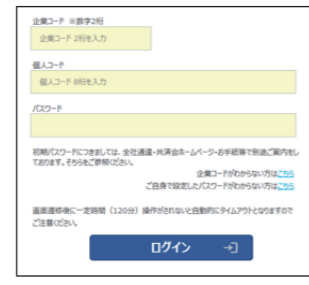 企業コード ※数字2桁
企業コード 2桁を入力
個人コード
個人コード 8桁を入力
パスワード
初期パスワードにつきましては、全社通達・共済会ホームページ・お手紙等で別途ご案内をし
ております。そちらをご参照ください。
企業コードがわからない方はこちら
ご自身で設定したパスワードがわからない方はこちら
画面遷移後に一定時間（120分）操作がされないと自動的にタイムアウトとなりますので
ご注意ください。
ログイン